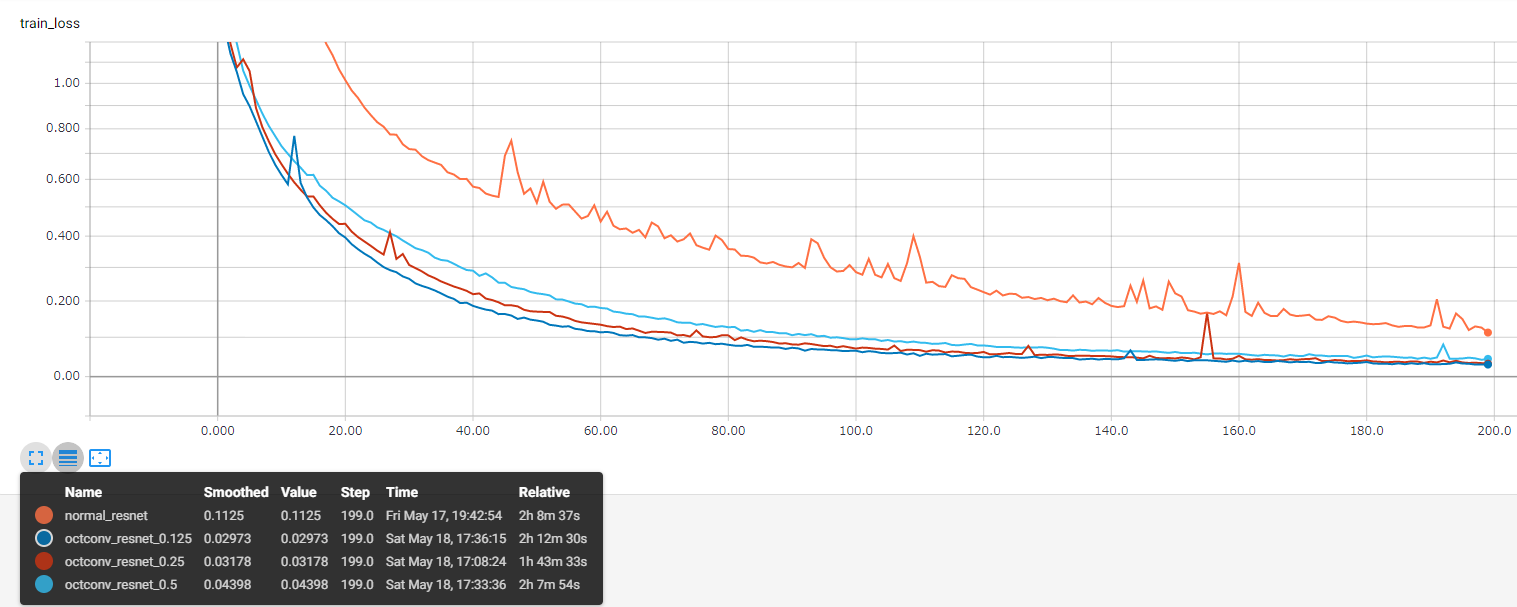 train_loss
1.00
0.800
0.600
0.400
0.200
0.00
0.000 20.00 40.00 60.00 80.00 100.0 120.0 140.0 160.0 180.0 200.0
Name Smoothed Value Step Time Relative
normal_resnet 0.1125 0.1125 199.0 Fri May 17, 19:42:54 2h 8m 37s
octconv_resnet_0.125 0.02973 0.02973 199.0 Sat May 18, 17:36:15 2h 12m 30s
octconv_resnet_0.25 0.03178 0.03178 199.0 Sat May 18, 17:08:24 1h 43m 33s
octconv_resnet_0.5 0.04398 0.04398 199.0 Sat May 18, 17:33:36 2h 7m 54s